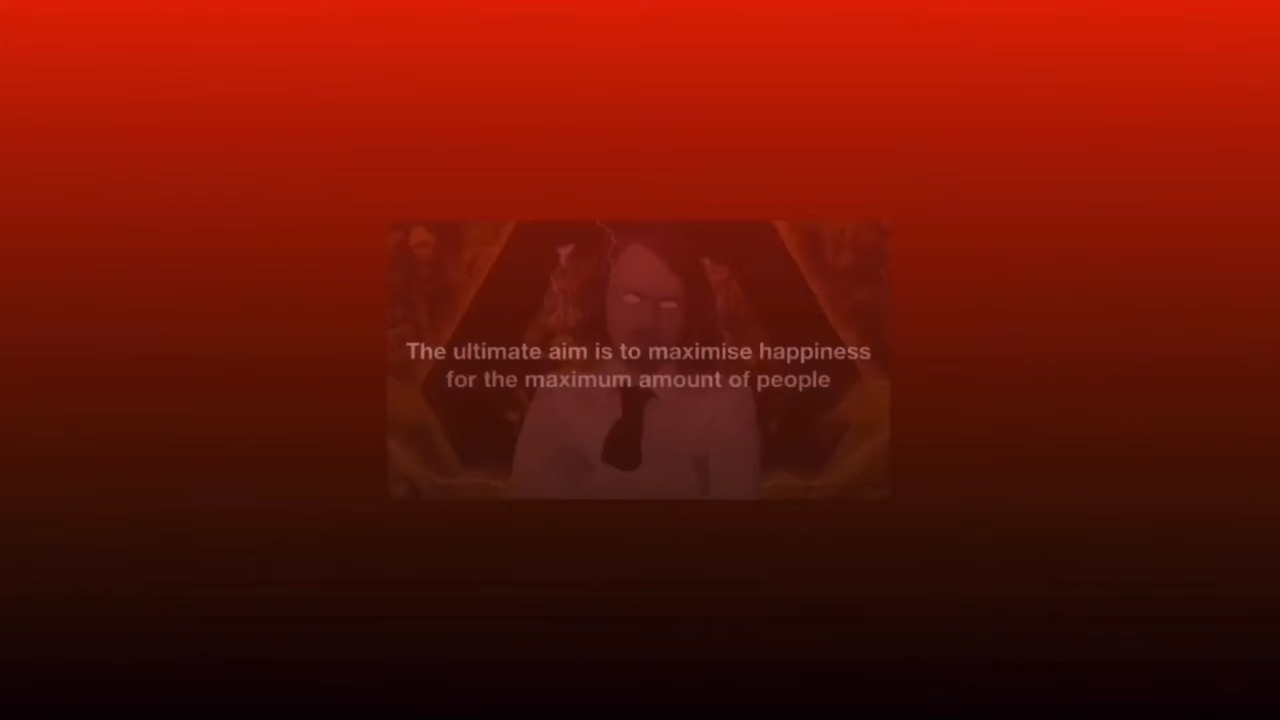 The ultimate aim is to maximise happiness
for the maximum amount of people